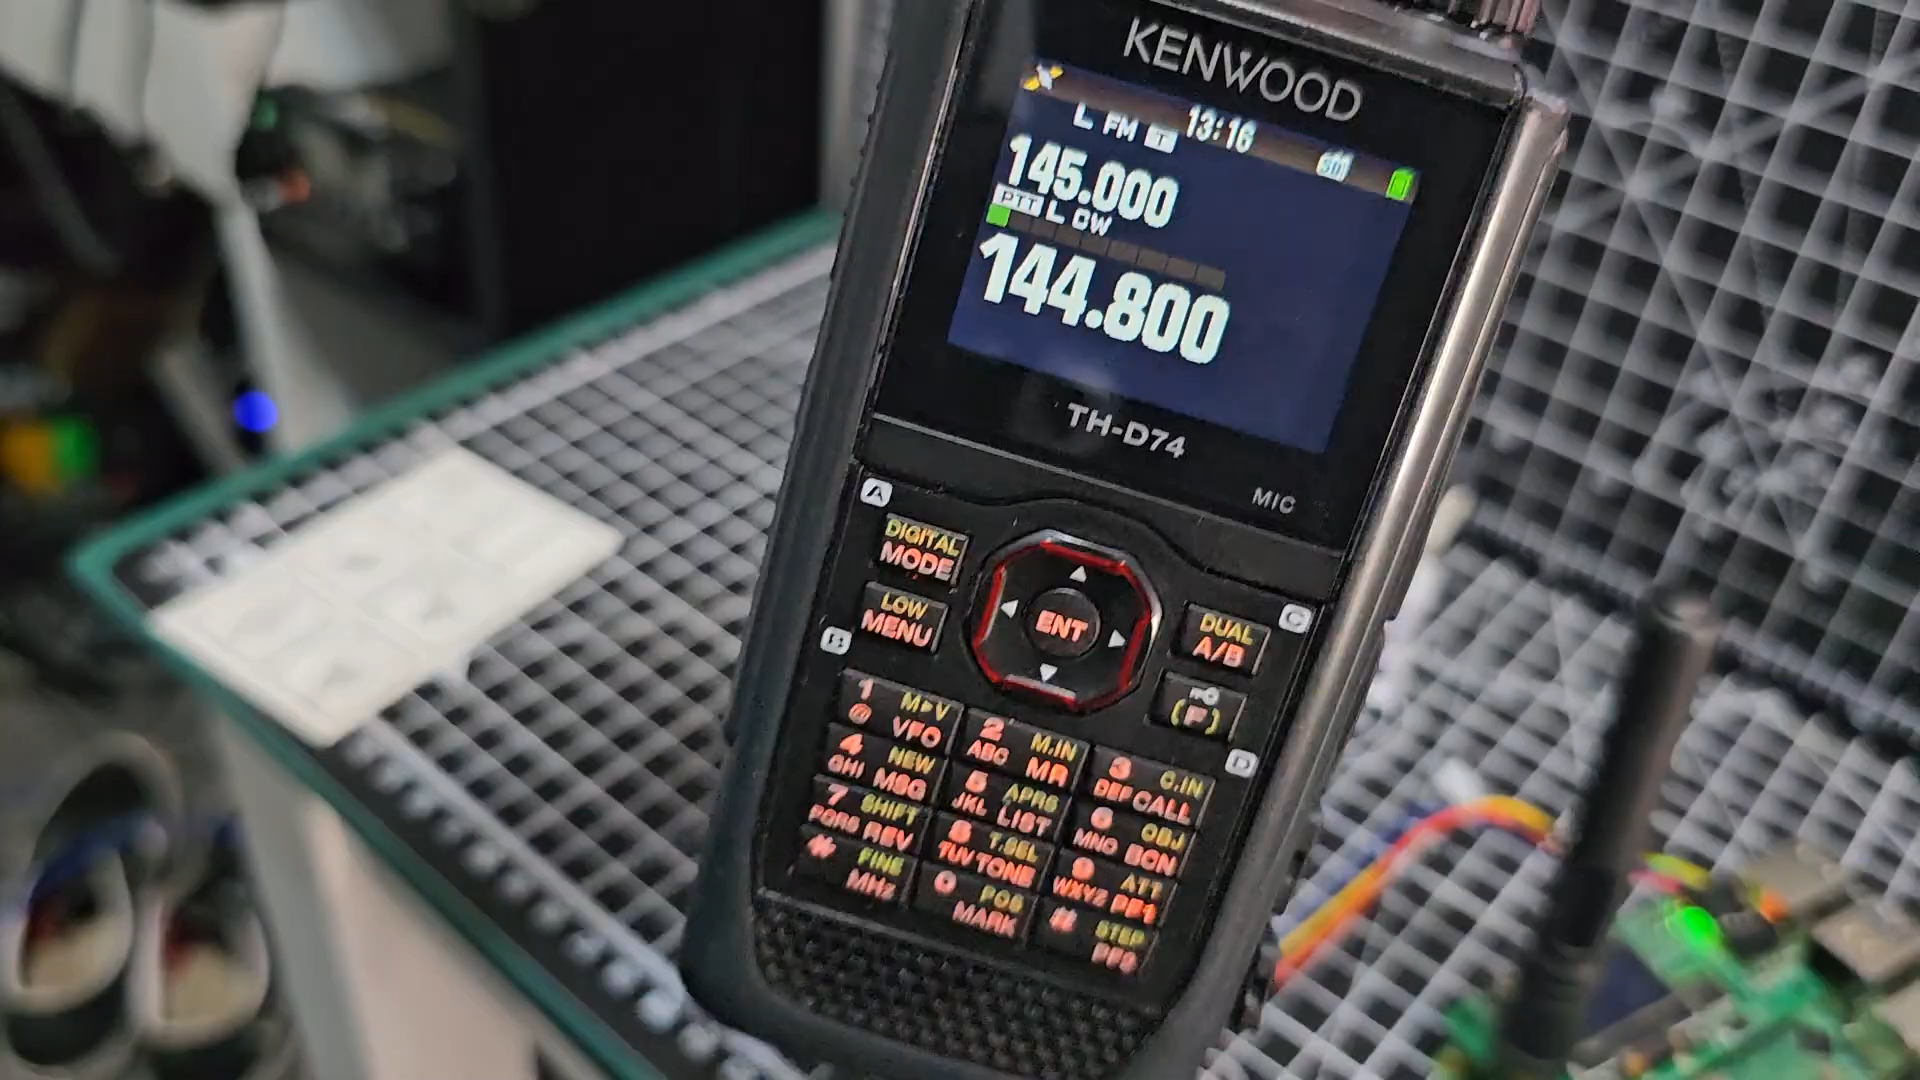 KENWOOD
13:16
L FM T
SD
145.000
PTT L CW
144.800
TH-D74
MIC
A
DIGITAL
MODE
LOW
MENU
B
ENT
C
DUAL
A/B
(F)
D
1 M►V
@ VFO
2 M.IN
ABC MR
3 C.IN
DEF CALL
4 NEW
GHI MSG
5 APRS
JKL LIST
6 OBJ
MNO BCN
7 SHIFT
PQRS REV
8 T.SEL
TUV TONE
9 ATT
WXYZ PF1
* FINE
MHz
0 POS
MARK
# STEP
PF2